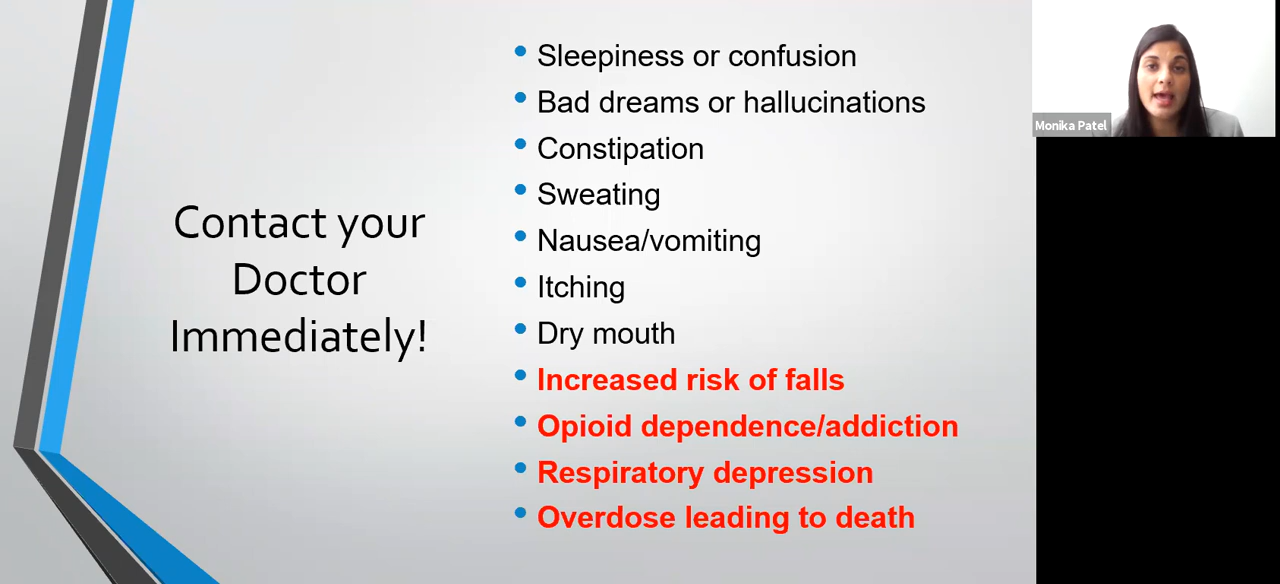 Contact your
Doctor
Immediately!
Sleepiness or confusion
Bad dreams or hallucinations
Constipation
Sweating
Nausea/vomiting
Itching
Dry mouth
Increased risk of falls
Opioid dependence/addiction
Respiratory depression
Overdose leading to death
Monika Patel